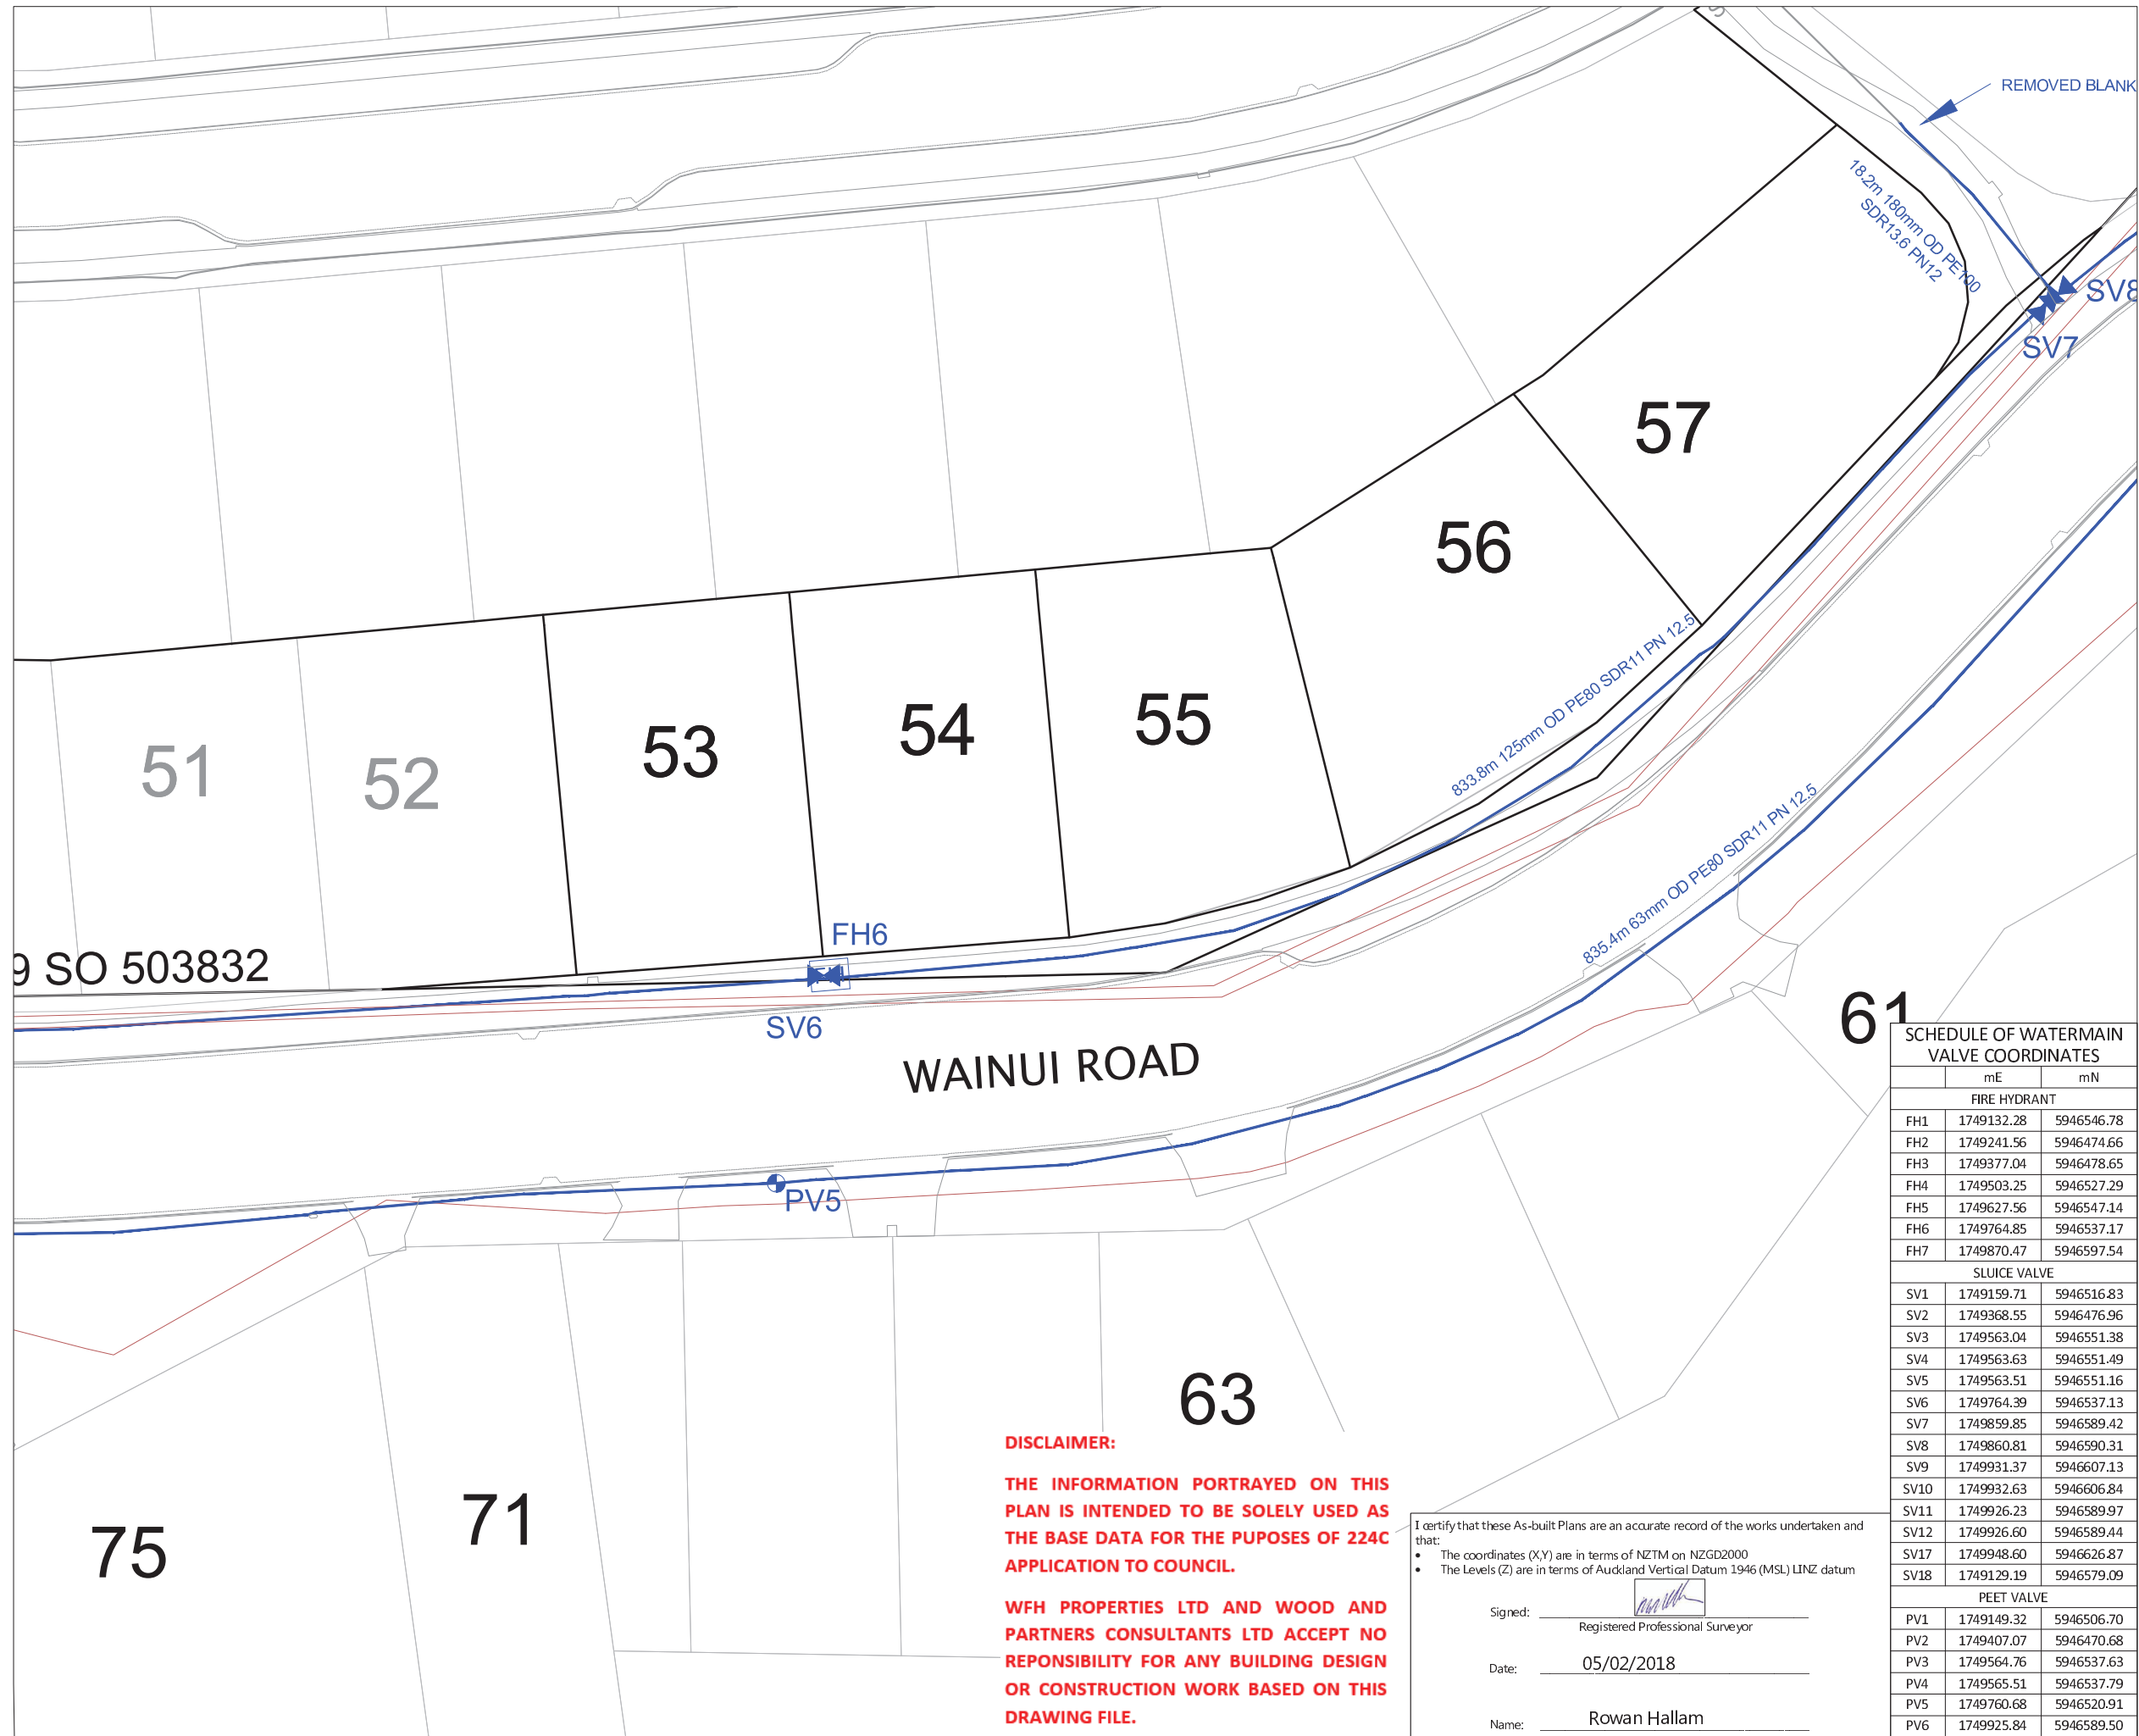 REMOVED BLANK
18.2m 180mm OD PE100
SDR13.6 PN12
SV8
SV7
57
56
833.8m 125mm OD PE80 SDR11 PN 12.5
55
54
53
52
51
FH6
9 SO 503832
SV6
WAINUI ROAD
835.4m 63mm OD PE80 SDR11 PN 12.5
PV5
61
63
71
75
DISCLAIMER:
THE INFORMATION PORTRAYED ON THIS
PLAN IS INTENDED TO BE SOLELY USED AS
THE BASE DATA FOR THE PUPOSES OF 224C
APPLICATION TO COUNCIL.
WFH PROPERTIES LTD AND WOOD AND
PARTNERS CONSULTANTS LTD ACCEPT NO
REPONSIBILITY FOR ANY BUILDING DESIGN
OR CONSTRUCTION WORK BASED ON THIS
DRAWING FILE.
I certify that these As-built Plans are an accurate record of the works undertaken and
that:
• The coordinates (X,Y) are in terms of NZTM on NZGD2000
• The Levels (Z) are in terms of Auckland Vertical Datum 1946 (MSL) LINZ datum
Signed:
Registered Professional Surveyor
Date: 05/02/2018
Name: Rowan Hallam
SCHEDULE OF WATERMAIN
VALVE COORDINATES
mE mN
FIRE HYDRANT
FH1 1749132.28 5946546.78
FH2 1749241.56 5946474.66
FH3 1749377.04 5946478.65
FH4 1749503.25 5946527.29
FH5 1749627.56 5946547.14
FH6 1749764.85 5946537.17
FH7 1749870.47 5946597.54
SLUICE VALVE
SV1 1749159.71 5946516.83
SV2 1749368.55 5946476.96
SV3 1749563.04 5946551.38
SV4 1749563.63 5946551.49
SV5 1749563.51 5946551.16
SV6 1749764.39 5946537.13
SV7 1749859.85 5946589.42
SV8 1749860.81 5946590.31
SV9 1749931.37 5946607.13
SV10 1749932.63 5946606.84
SV11 1749926.23 5946589.97
SV12 1749926.60 5946589.44
SV17 1749948.60 5946626.87
SV18 1749129.19 5946579.09
PEET VALVE
PV1 1749149.32 5946506.70
PV2 1749407.07 5946470.68
PV3 1749564.76 5946537.63
PV4 1749565.51 5946537.79
PV5 1749760.68 5946520.91
PV6 1749925.84 5946589.50